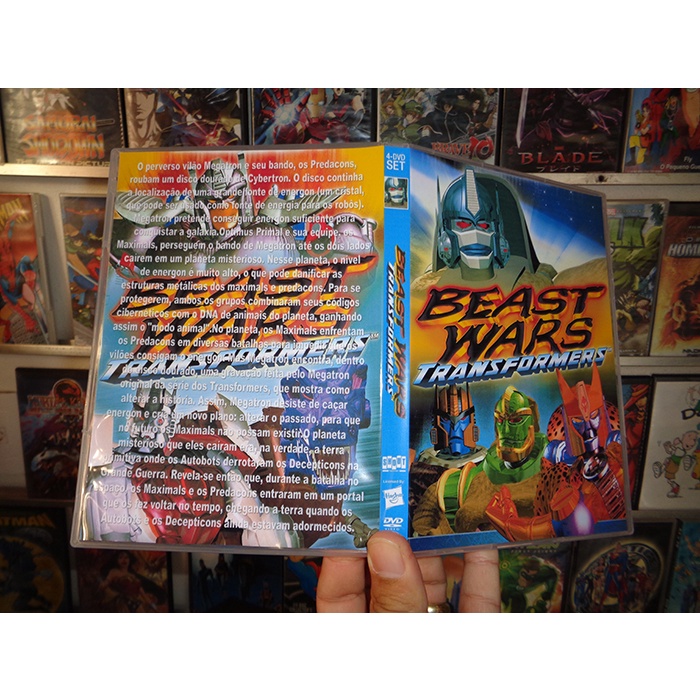 O perverso vilão Megatron e seu bando, os Predacons,
roubam um disco dourado de Cybertron. O disco continha
a localização de uma grande fonte de energon (um cristal,
que pode ser usado como fonte de energia para os robôs).
Megatron pretende conseguir energon suficiente para
conquistar a galaxia.Optimus Primal e sua equipe, os
Maximals, perseguem o bando de Megatron até os dois lados
cairem em um planeta misterioso. Nesse planeta, o nivel
de energon é muito alto, o que pode danificar as
estruturas metálicas dos maximals e predacons. Para se
protegerem, ambos os grupos combinaram seus códigos
cibernéticos com o DNA de animais do planeta, ganhando
assim o "modo animal".No planeta, os Maximals enfrentam
os Predacons em diversas batalhas para impedir que os
vilões consigam o energon. Megatron encontra, dentro
do disco dourado, uma gravação feita pelo Megatron
original da série dos Transformers, que mostra como
alterar a história. Assim, Megatron desiste de caçar
energon e cria um novo plano: alterar o passado, para que
no futuro os Maximals não possam existir.O planeta
misterioso que eles cairam era, na verdade, a terra
primitiva onde os Autobots derrotaram os Decepticons na
Grande Guerra. Revela-se então que, durante a batalha no
espaço, os Maximals e os Predacons entraram em um portal
que os fez voltar no tempo, chegando a terra quando os
Autobots e os Decepticons ainda estavam adormecidos.
4-DVD
SET
BEAST WARS
TRANSFORMERS
Hasbro
DVD
BEAST
WARS
TRANSFORMERS
BLADE